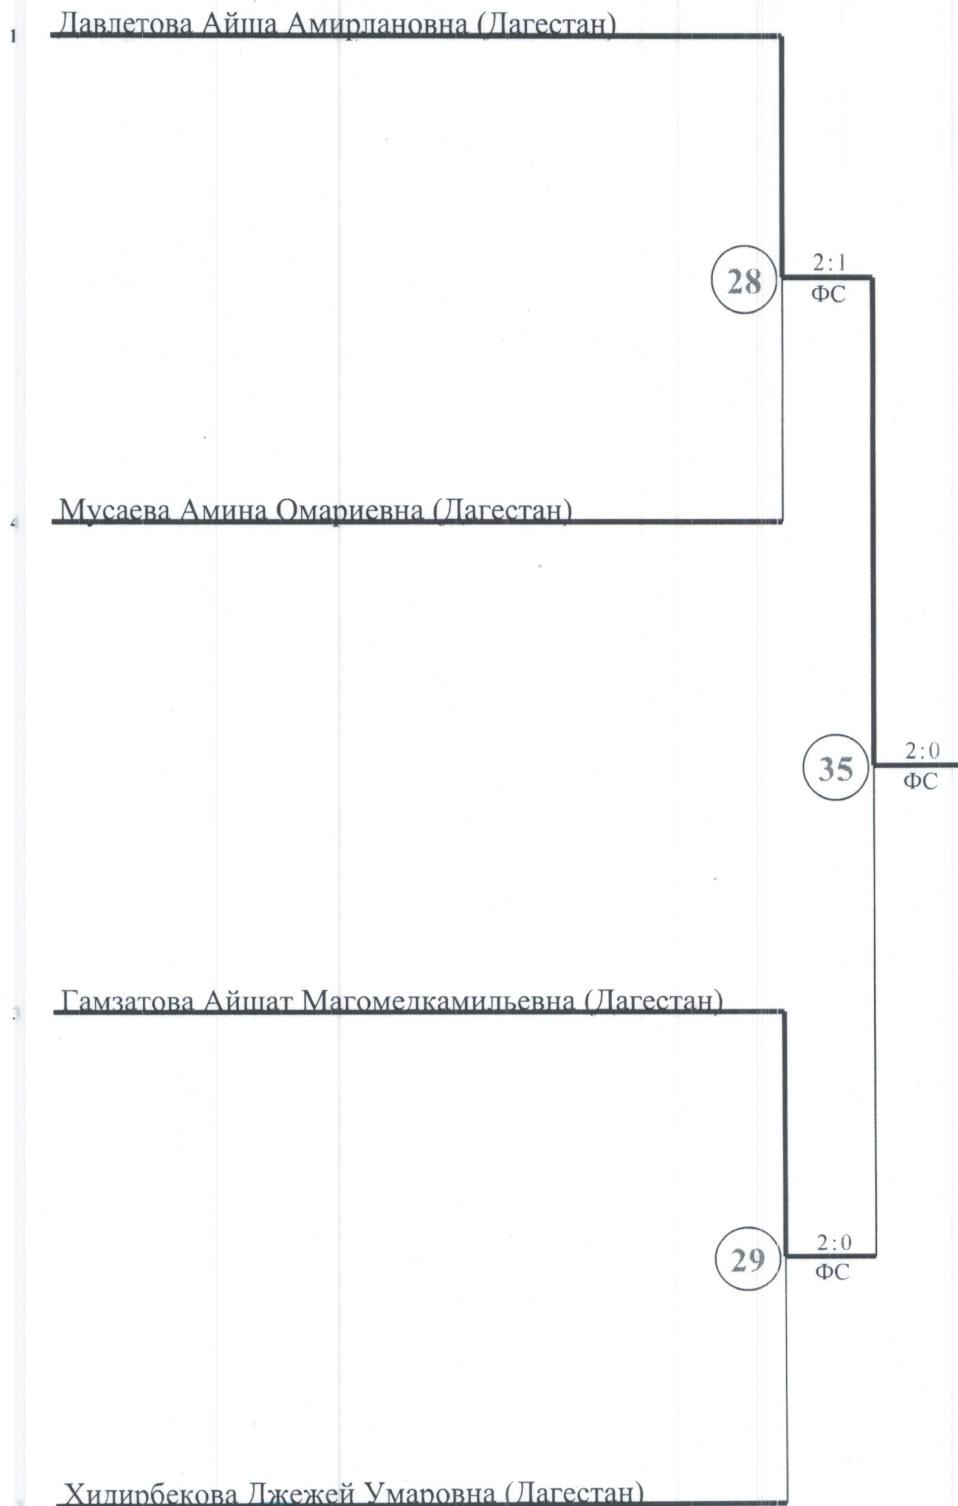 1 Давлетова Айша Амирлановна (Дагестан)
28
2:1
ФС
4 Мусаева Амина Омариевна (Дагестан)
35
2:0
ФС
3 Гамзатова Айшат Магомедкамильевна (Дагестан)
29
2:0
ФС
Хидирбекова Джежей Умаровна (Дагестан)